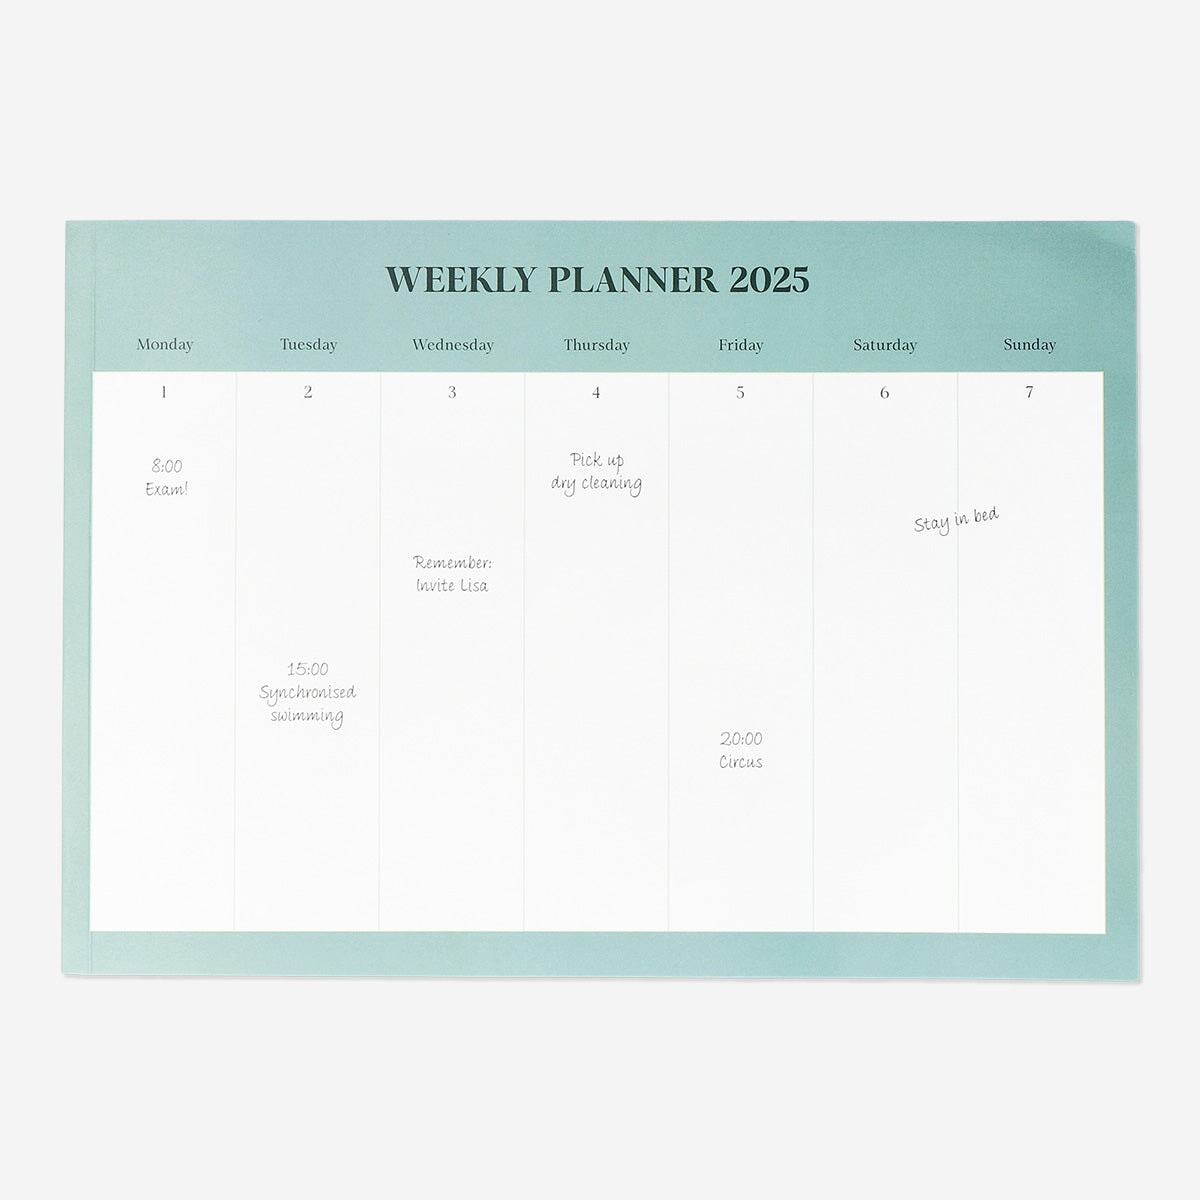 WEEKLY PLANNER 2025
Monday Tuesday Wednesday Thursday Friday Saturday Sunday
1 2 3 4 5 6 7
8:00
Exam!
15:00
Synchronised
swimming
Remember:
Invite Lisa
Pick up
dry cleaning
20:00
Circus
Stay in bed